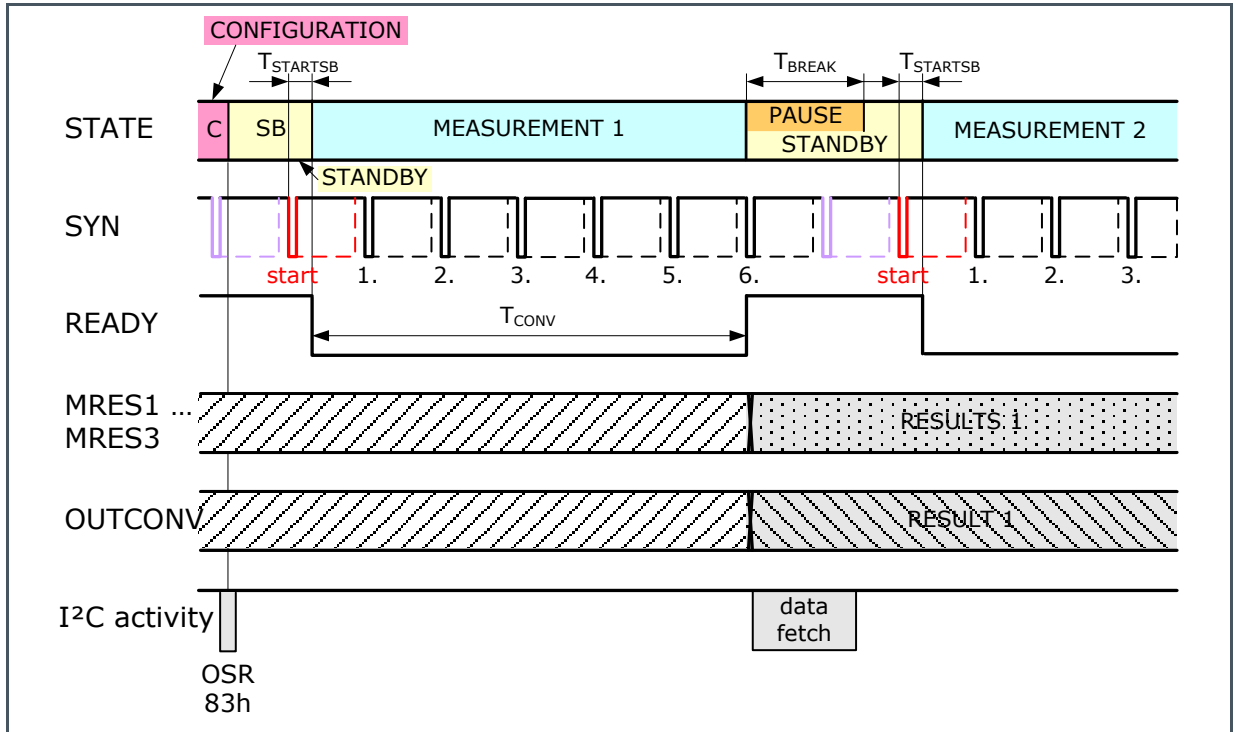 CONFIGURATION
TSTARTSB TBREAK TSTARTSB
STATE C SB MEASUREMENT 1 PAUSE STANDBY MEASUREMENT 2
STANDBY
SYN
start 1. 2. 3. 4. 5. 6. start 1. 2. 3.
READY TCONV
MRES1 ...
MRES3 RESULTS 1
OUTCONV RESULT 1
I²C activity data
fetch
OSR
83h